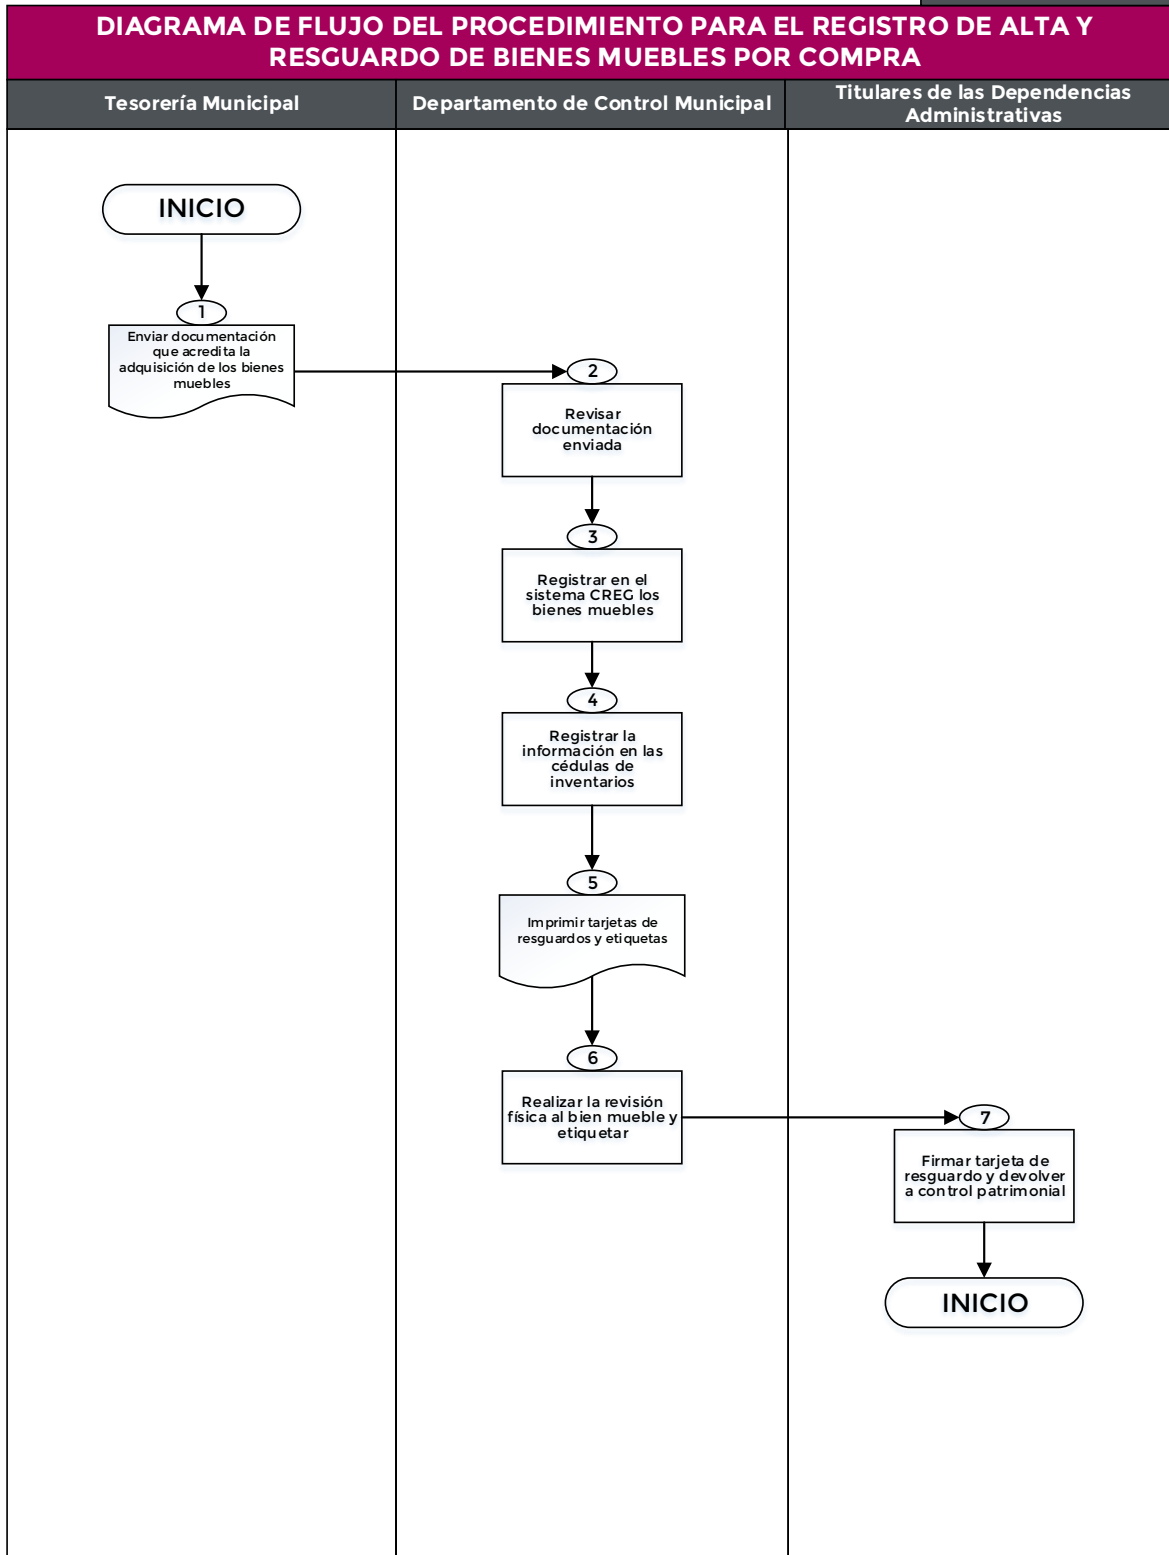 DIAGRAMA DE FLUJO DEL PROCEDIMIENTO PARA EL REGISTRO DE ALTA Y
RESGUARDO DE BIENES MUEBLES POR COMPRA
Tesorería Municipal
Departamento de Control Municipal
Titulares de las Dependencias
Administrativas
INICIO
1
Enviar documentación
que acredita la
adquisición de los bienes
muebles
2
Revisar
documentación
enviada
3
Registrar en el
sistema CREG los
bienes muebles
4
Registrar la
información en las
cédulas de
inventarios
5
Imprimir tarjetas de
resguardos y etiquetas
6
Realizar la revisión
física al bien mueble y
etiquetar
7
Firmar tarjeta de
resguardo y devolver
a control patrimonial
INICIO